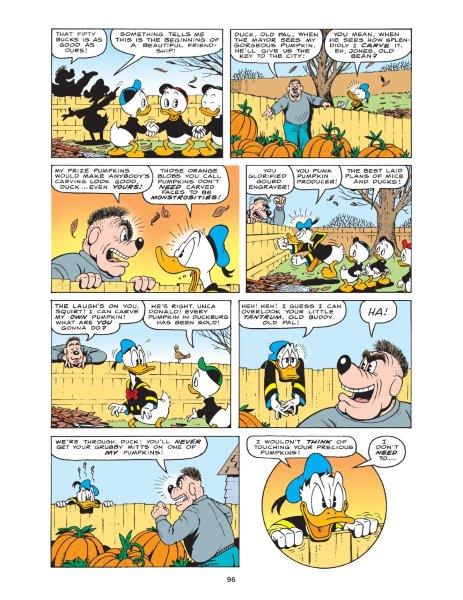 THAT FIFTY
BUCKS IS AS
GOOD AS
OURS!
SOMETHING TELLS ME
THIS IS THE BEGINNING OF
A BEAUTIFUL FRIEND-
SHIP!
DUCK, OLD PAL, WHEN
THE MAYOR SEES MY
GORGEOUS PUMPKIN,
HE'LL GIVE US THE
KEY TO THE CITY!
YOU MEAN, WHEN
HE SEES HOW SPLEN-
DIDLY I CARVE IT.
EH, JONES, OLD
BEAN?
MY PRIZE PUMPKINS
WOULD MAKE ANYBODY'S
CARVING LOOK GOOD,
DUCK...EVEN YOURS!
THOSE ORANGE
BLOBS YOU CALL
PUMPKINS DON'T
NEED CARVED
FACES TO BE
MONSTROSITIES!
YOU
GLORIFIED
GOURD
ENGRAVER!
YOU PUNK
PUMPKIN
PRODUCER!
THE BEST LAID
PLANS OF MICE
AND DUCKS!
THE LAUGH'S ON YOU,
SQUIRT! I CAN CARVE
MY OWN PUMPKIN!
WHAT ARE YOU
GONNA DO?
HE'S RIGHT, UNCA
DONALD! EVERY
PUMPKIN IN DUCKBURG
HAS BEEN SOLD!
HEH! HEH! I GUESS I CAN
OVERLOOK YOUR LITTLE
TANTRUM, OLD BUDDY,
OLD PAL!
HA!
WE'RE THROUGH, DUCK! YOU'LL NEVER
GET YOUR GRUBBY MITTS ON ONE OF
MY PUMPKINS!
I WOULDN'T THINK OF
TOUCHING YOUR PRECIOUS
PUMPKINS!
I
DON'T
NEED
TO...
96